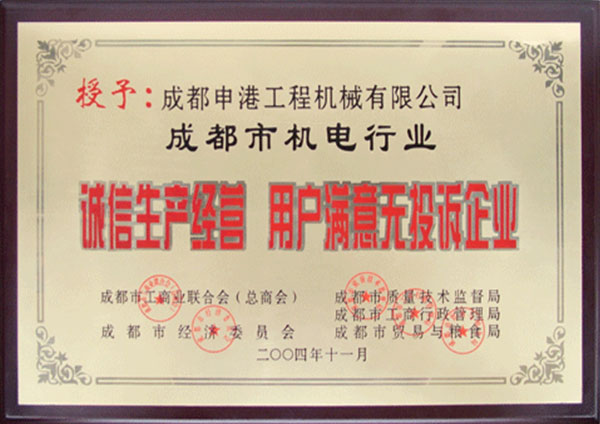 授予：成都申港工程机械有限公司
成都市机电行业
诚信生产经营 用户满意无投诉企业
成都市工商业联合会（总商会） 成都市质量技术监督局
成都市工商行政管理局
成都市经济委员会 成都市贸易与粮食局
二〇〇四年十一月